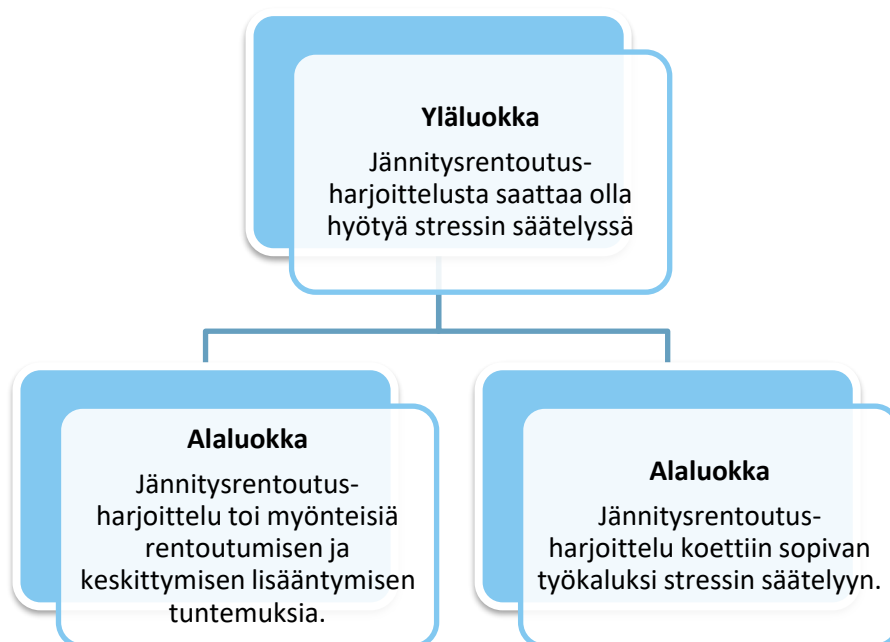 Yläluokka
Jännitysrentoutus-
harjoittelusta saattaa olla
hyötyä stressin säätelyssä
Alaluokka
Jännitysrentoutus-
harjoittelu toi myönteisiä
rentoutumisen ja
keskittymisen lisääntymisen
tuntemuksia.
Alaluokka
Jännitysrentoutus-
harjoittelu koettiin sopivan
työkaluksi stressin säätelyyn.